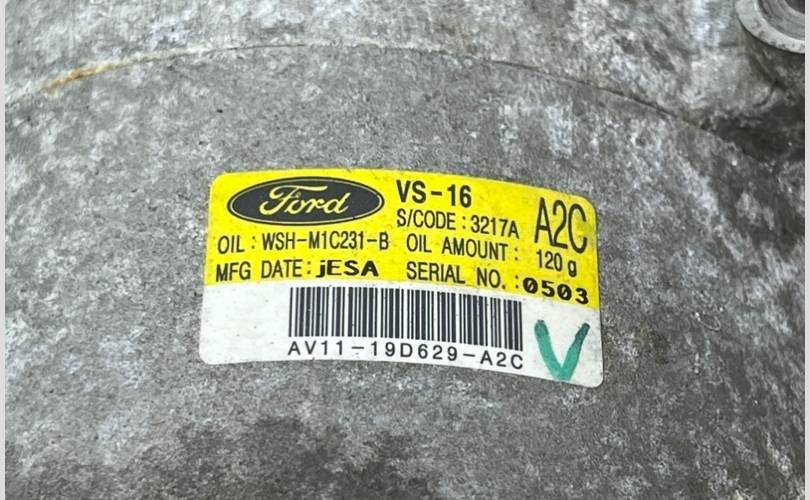 Ford VS-16
S/CODE : 3217A A2C
OIL : WSH-M1C231-B OIL AMOUNT : 120 g
MFG DATE : jESA SERIAL NO. : 0503
AV11-19D629-A2C
V